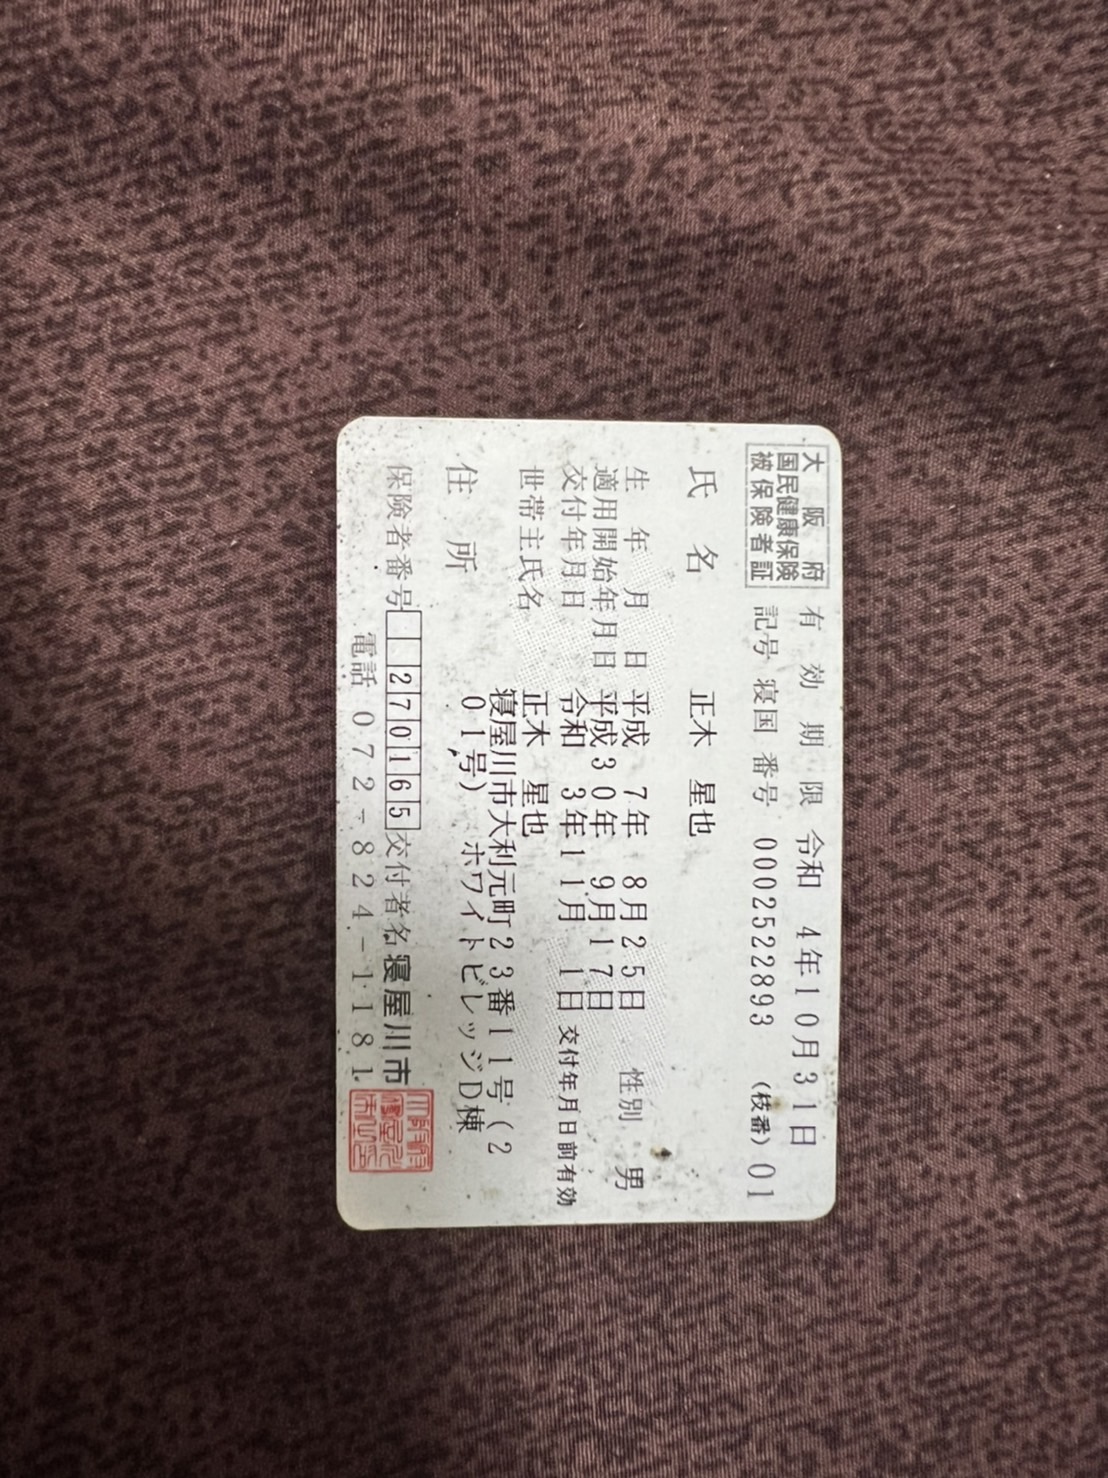 大阪府
国民健康保険
被保険者証
有効期限 令和 4年10月31日
記号 寝国 番号 0002522893 (枝番) 01
氏名 正木 星也
生年月日 平成 7年 8月25日 性別 男
適用開始年月日 平成30年 9月17日
交付年月日 令和 3年11月 1日 交付年月日前有効
世帯主氏名 正木 星也
住所 寝屋川市大利元町23番11号(2
01号) ホワイトビレッジD棟
保険者番号 270165 交付者名 寝屋川市
電話 072-824-1181